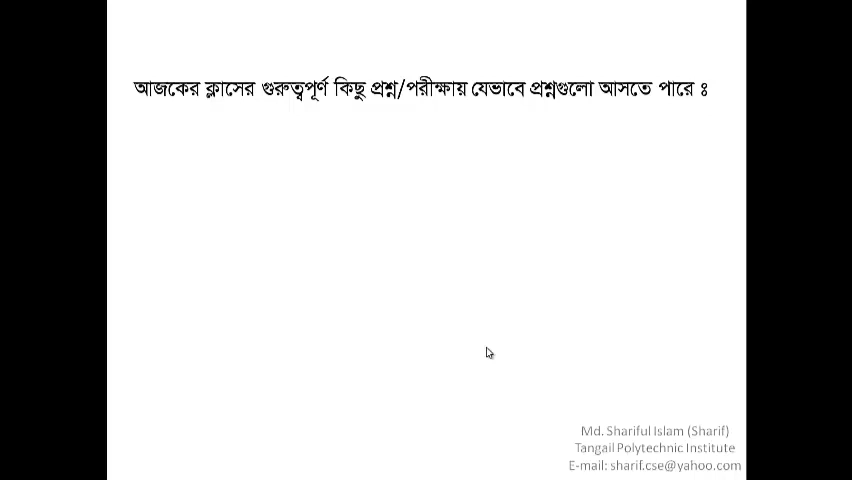 আজকের ক্লাসের গুরুত্বপূর্ণ কিছু প্রশ্ন/পরীক্ষায় যেভাবে প্রশ্নগুলো আসতে পারে ঃ
Md. Shariful Islam (Sharif)
Tangail Polytechnic Institute
E-mail: sharif.cse@yahoo.com